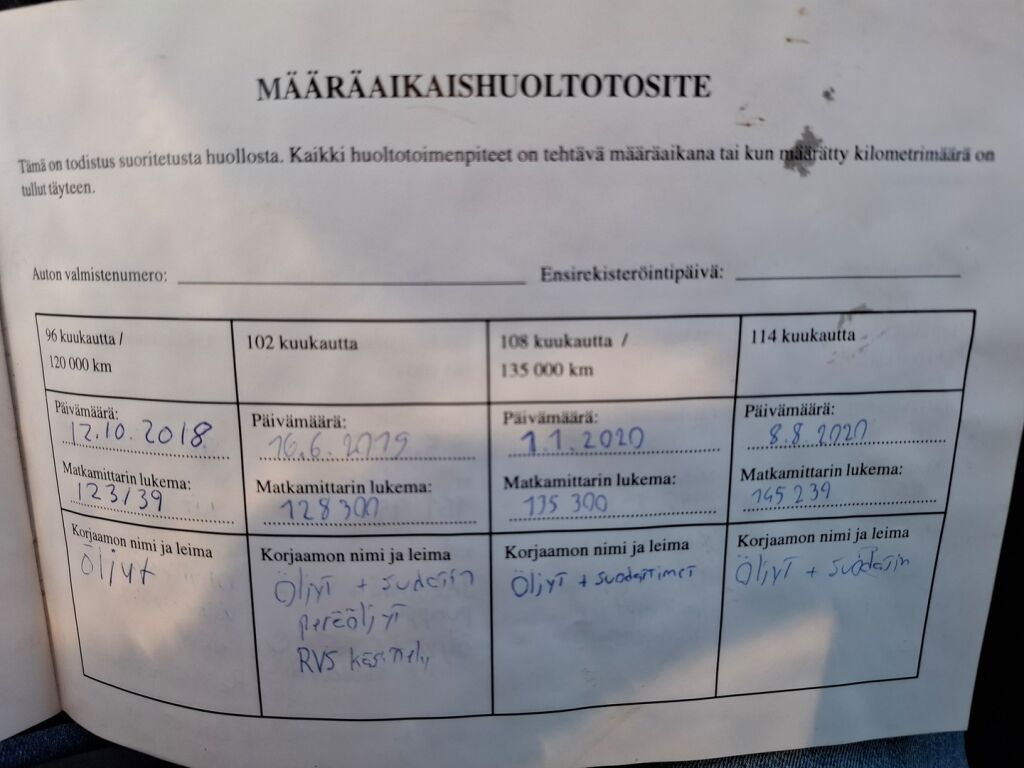 MÄÄRÄAIKAISHUOLTOTOSITE
Tämä on todistus suoritetusta huollosta. Kaikki huoltotoimenpiteet on tehtävä määräaikana tai kun määrätty kilometrimäärä on
tullut täyteen.
Auton valmistenumero:
Ensirekisteröintipäivä:
96 kuukautta /
120 000 km
Päivämäärä:
12.10.2018
Matkamittarin lukema:
123139
Korjaamon nimi ja leima
Öljyt
102 kuukautta
Päivämäärä:
16.6.2019
Matkamittarin lukema:
128300
Korjaamon nimi ja leima
Öljyt + suodatin
peräöljyt
RVS käsittely
108 kuukautta /
135 000 km
Päivämäärä:
1.1.2020
Matkamittarin lukema:
135 300
Korjaamon nimi ja leima
Öljyt + suodattimet
114 kuukautta
Päivämäärä:
8.8.2020
Matkamittarin lukema:
145 239
Korjaamon nimi ja leima
Öljyt + suodatin